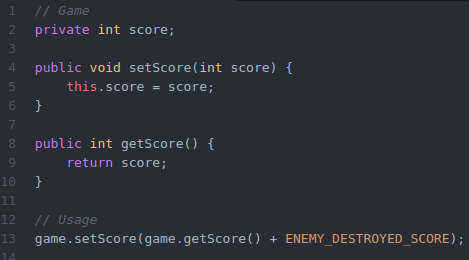 1 // Game
2 private int score;
3
4 public void setScore(int score) {
5     this.score = score;
6 }
7
8 public int getScore() {
9     return score;
10 }
11
12 // Usage
13 game.setScore(game.getScore() + ENEMY_DESTROYED_SCORE);
14